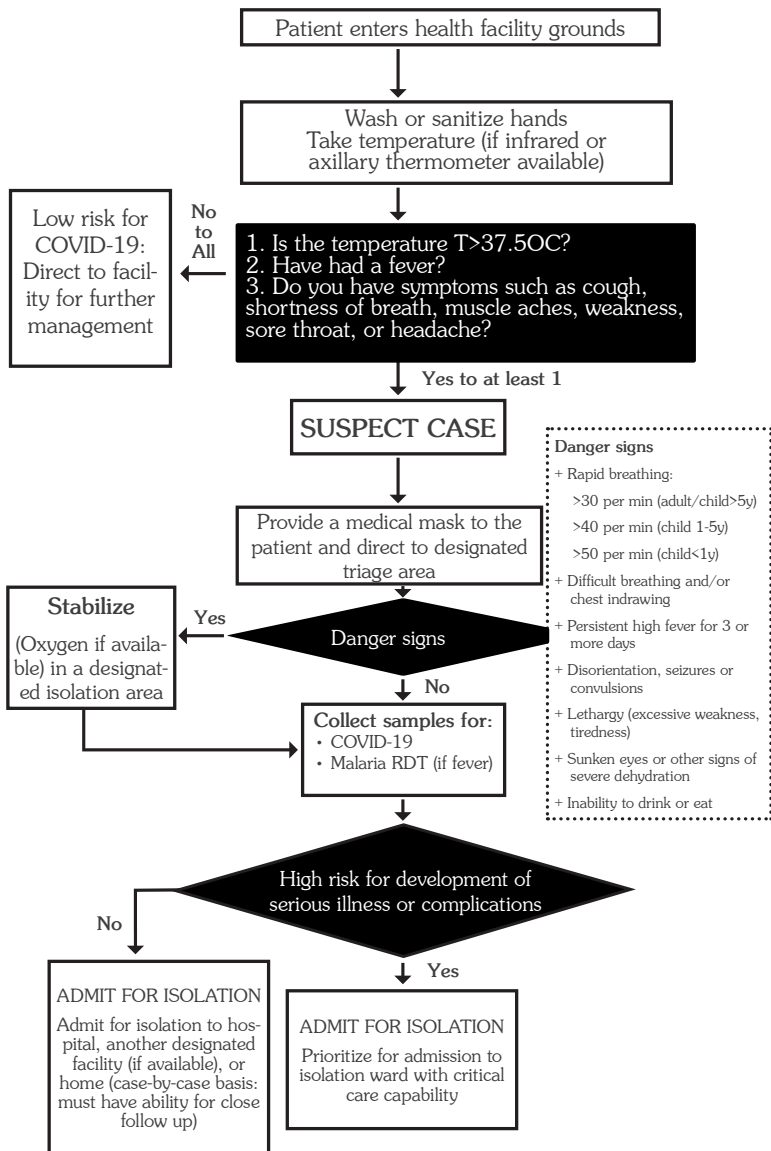 Patient enters health facility grounds
Wash or sanitize hands
Take temperature (if infrared or
axillary thermometer available)
Low risk for
COVID-19:
Direct to facil-
ity for further
management
No
to
All
1. Is the temperature T>37.5OC?
2. Have had a fever?
3. Do you have symptoms such as cough,
shortness of breath, muscle aches, weakness,
sore throat, or headache?
Yes to at least 1
SUSPECT CASE
Provide a medical mask to the
patient and direct to designated
triage area
Danger signs
+ Rapid breathing:
>30 per min (adult/child>5y)
>40 per min (child 1-5y)
>50 per min (child<1y)
+ Difficult breathing and/or
chest indrawing
+ Persistent high fever for 3 or
more days
+ Disorientation, seizures or
convulsions
+ Lethargy (excessive weakness,
tiredness)
+ Sunken eyes or other signs of
severe dehydration
+ Inability to drink or eat
Stabilize
(Oxygen if availa-
ble) in a designat-
ed isolation area
Yes
Danger signs
No
Collect samples for:
• COVID-19
• Malaria RDT (if fever)
High risk for development of
serious illness or complications
No
Yes
ADMIT FOR ISOLATION
Admit for isolation to hos-
pital, another designated
facility (if available), or
home (case-by-case basis:
must have ability for close
follow up)
ADMIT FOR ISOLATION
Prioritize for admission to
isolation ward with critical
care capability